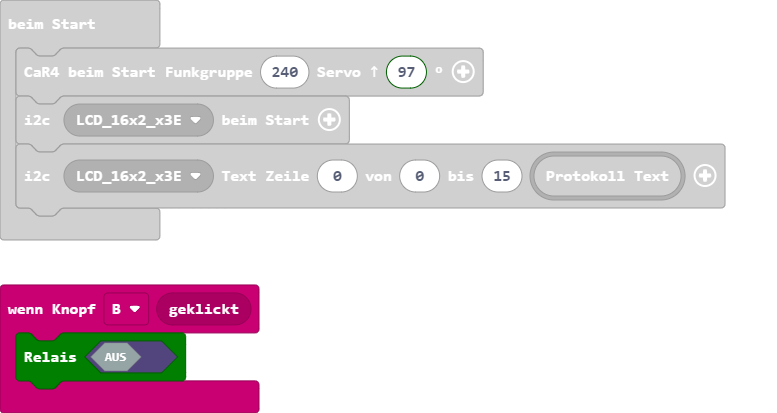 beim Start
CaR4 beim Start Funkgruppe 240 Servo ↑ 97 °
i2c LCD_16x2_x3E beim Start
i2c LCD_16x2_x3E Text Zeile 0 von 0 bis 15 Protokoll Text
wenn Knopf B geklickt
Relais AUS